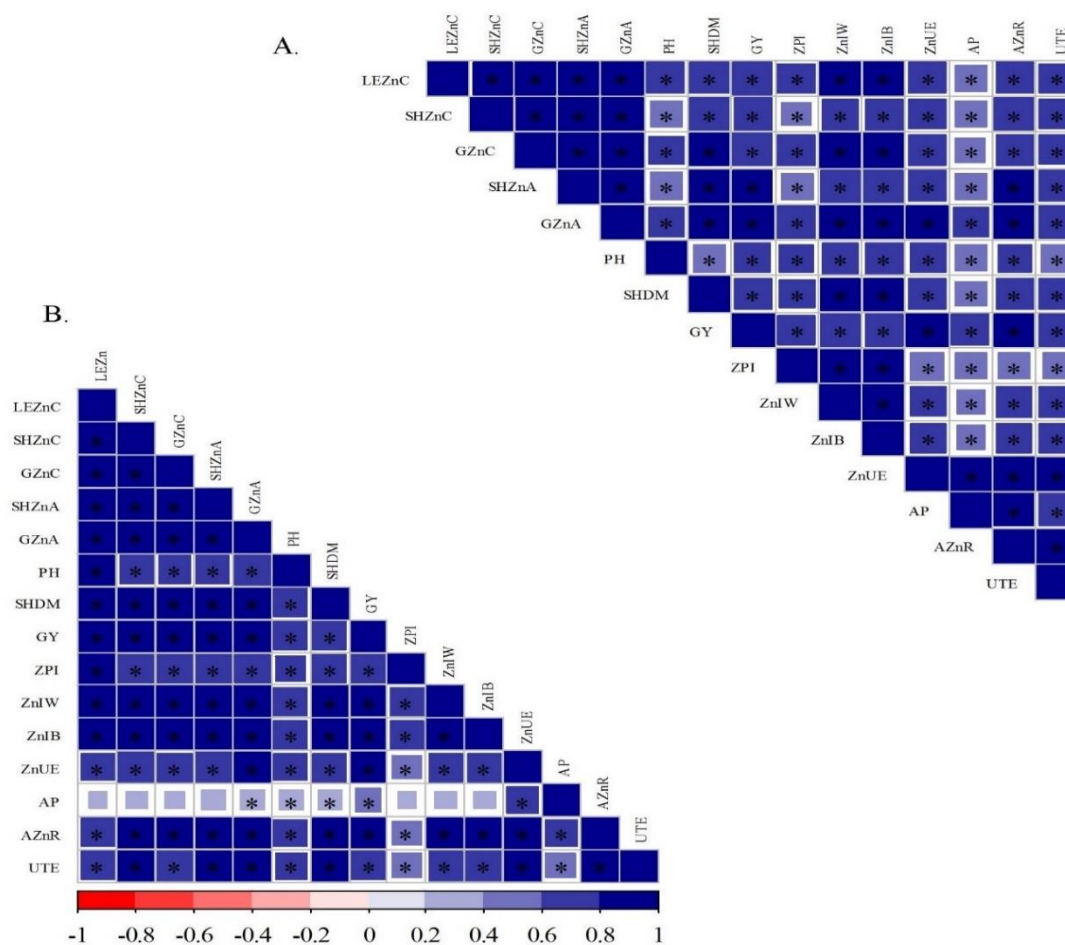 A.
LEZnC SHZnC GZnC SHZnA GZnA PH SHDM GY ZPI ZnIW ZnIB ZnUE AP AZnR UTE
LEZnC
SHZnC
GZnC
SHZnA
GZnA
PH
SHDM
GY
ZPI
ZnIW
ZnIB
ZnUE
AP
AZnR
UTE
B.
LEZn SHZnC GZnC SHZnA GZnA PH SHDM GY ZPI ZnIW ZnIB ZnUE AP AZnR UTE
LEZnC
SHZnC
GZnC
SHZnA
GZnA
PH
SHDM
GY
ZPI
ZnIW
ZnIB
ZnUE
AP
AZnR
UTE
-1 -0.8 -0.6 -0.4 -0.2 0 0.2 0.4 0.6 0.8 1